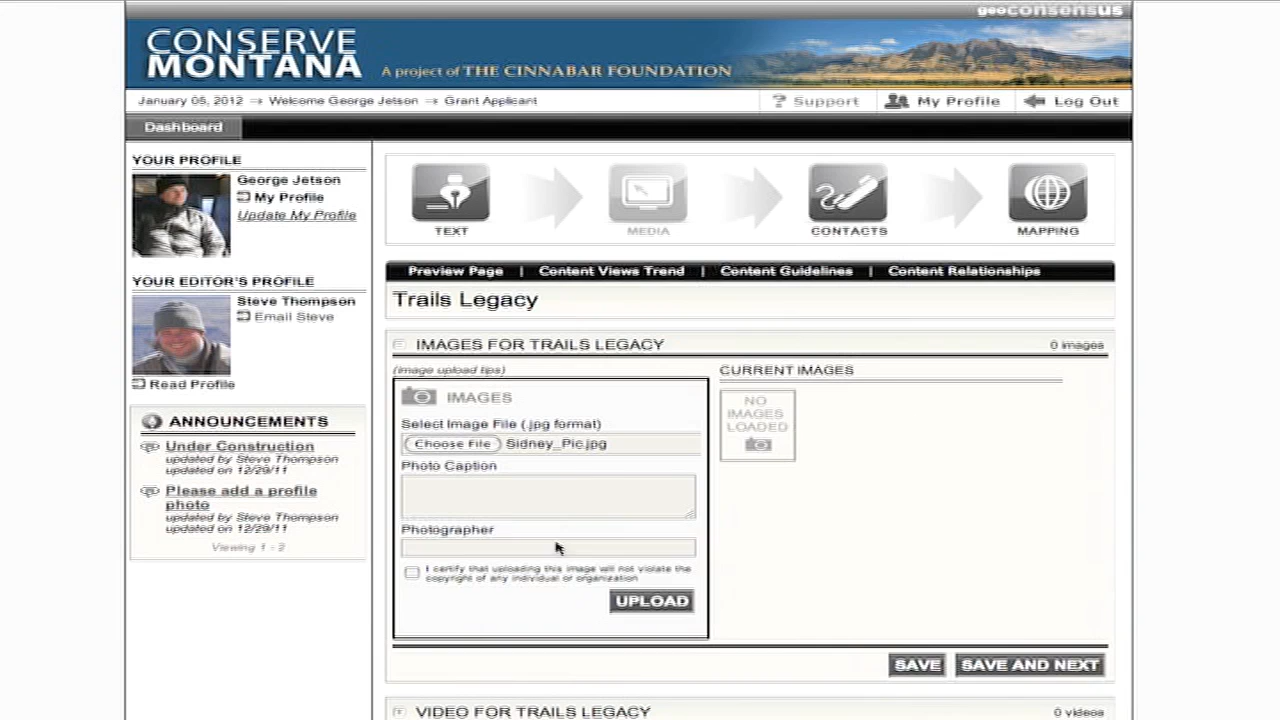 geoconsensus
CONSERVE
MONTANA
A project of THE CINNABAR FOUNDATION
January 05, 2012 Welcome George Jetson Grant Applicant
? Support My Profile Log Out
Dashboard
YOUR PROFILE
George Jetson
My Profile
Update My Profile
YOUR EDITOR'S PROFILE
Steve Thompson
Email Steve
Read Profile
ANNOUNCEMENTS
Under Construction
updated by Steve Thompson
updated on 12/29/11
Please add a profile
photo
updated by Steve Thompson
updated on 12/29/11
Viewing 1 - 2
TEXT MEDIA CONTACTS MAPPING
Preview Page | Content Views Trend | Content Guidelines | Content Relationships
Trails Legacy
IMAGES FOR TRAILS LEGACY 0 images
(image upload tips)
IMAGES
Select Image File (.jpg format)
Choose File Sidney_Pic.jpg
Photo Caption
Photographer
I certify that uploading this image will not violate the
copyright of any individual or organization
UPLOAD
CURRENT IMAGES
NO
IMAGES
LOADED
SAVE SAVE AND NEXT
VIDEO FOR TRAILS LEGACY 0 videos